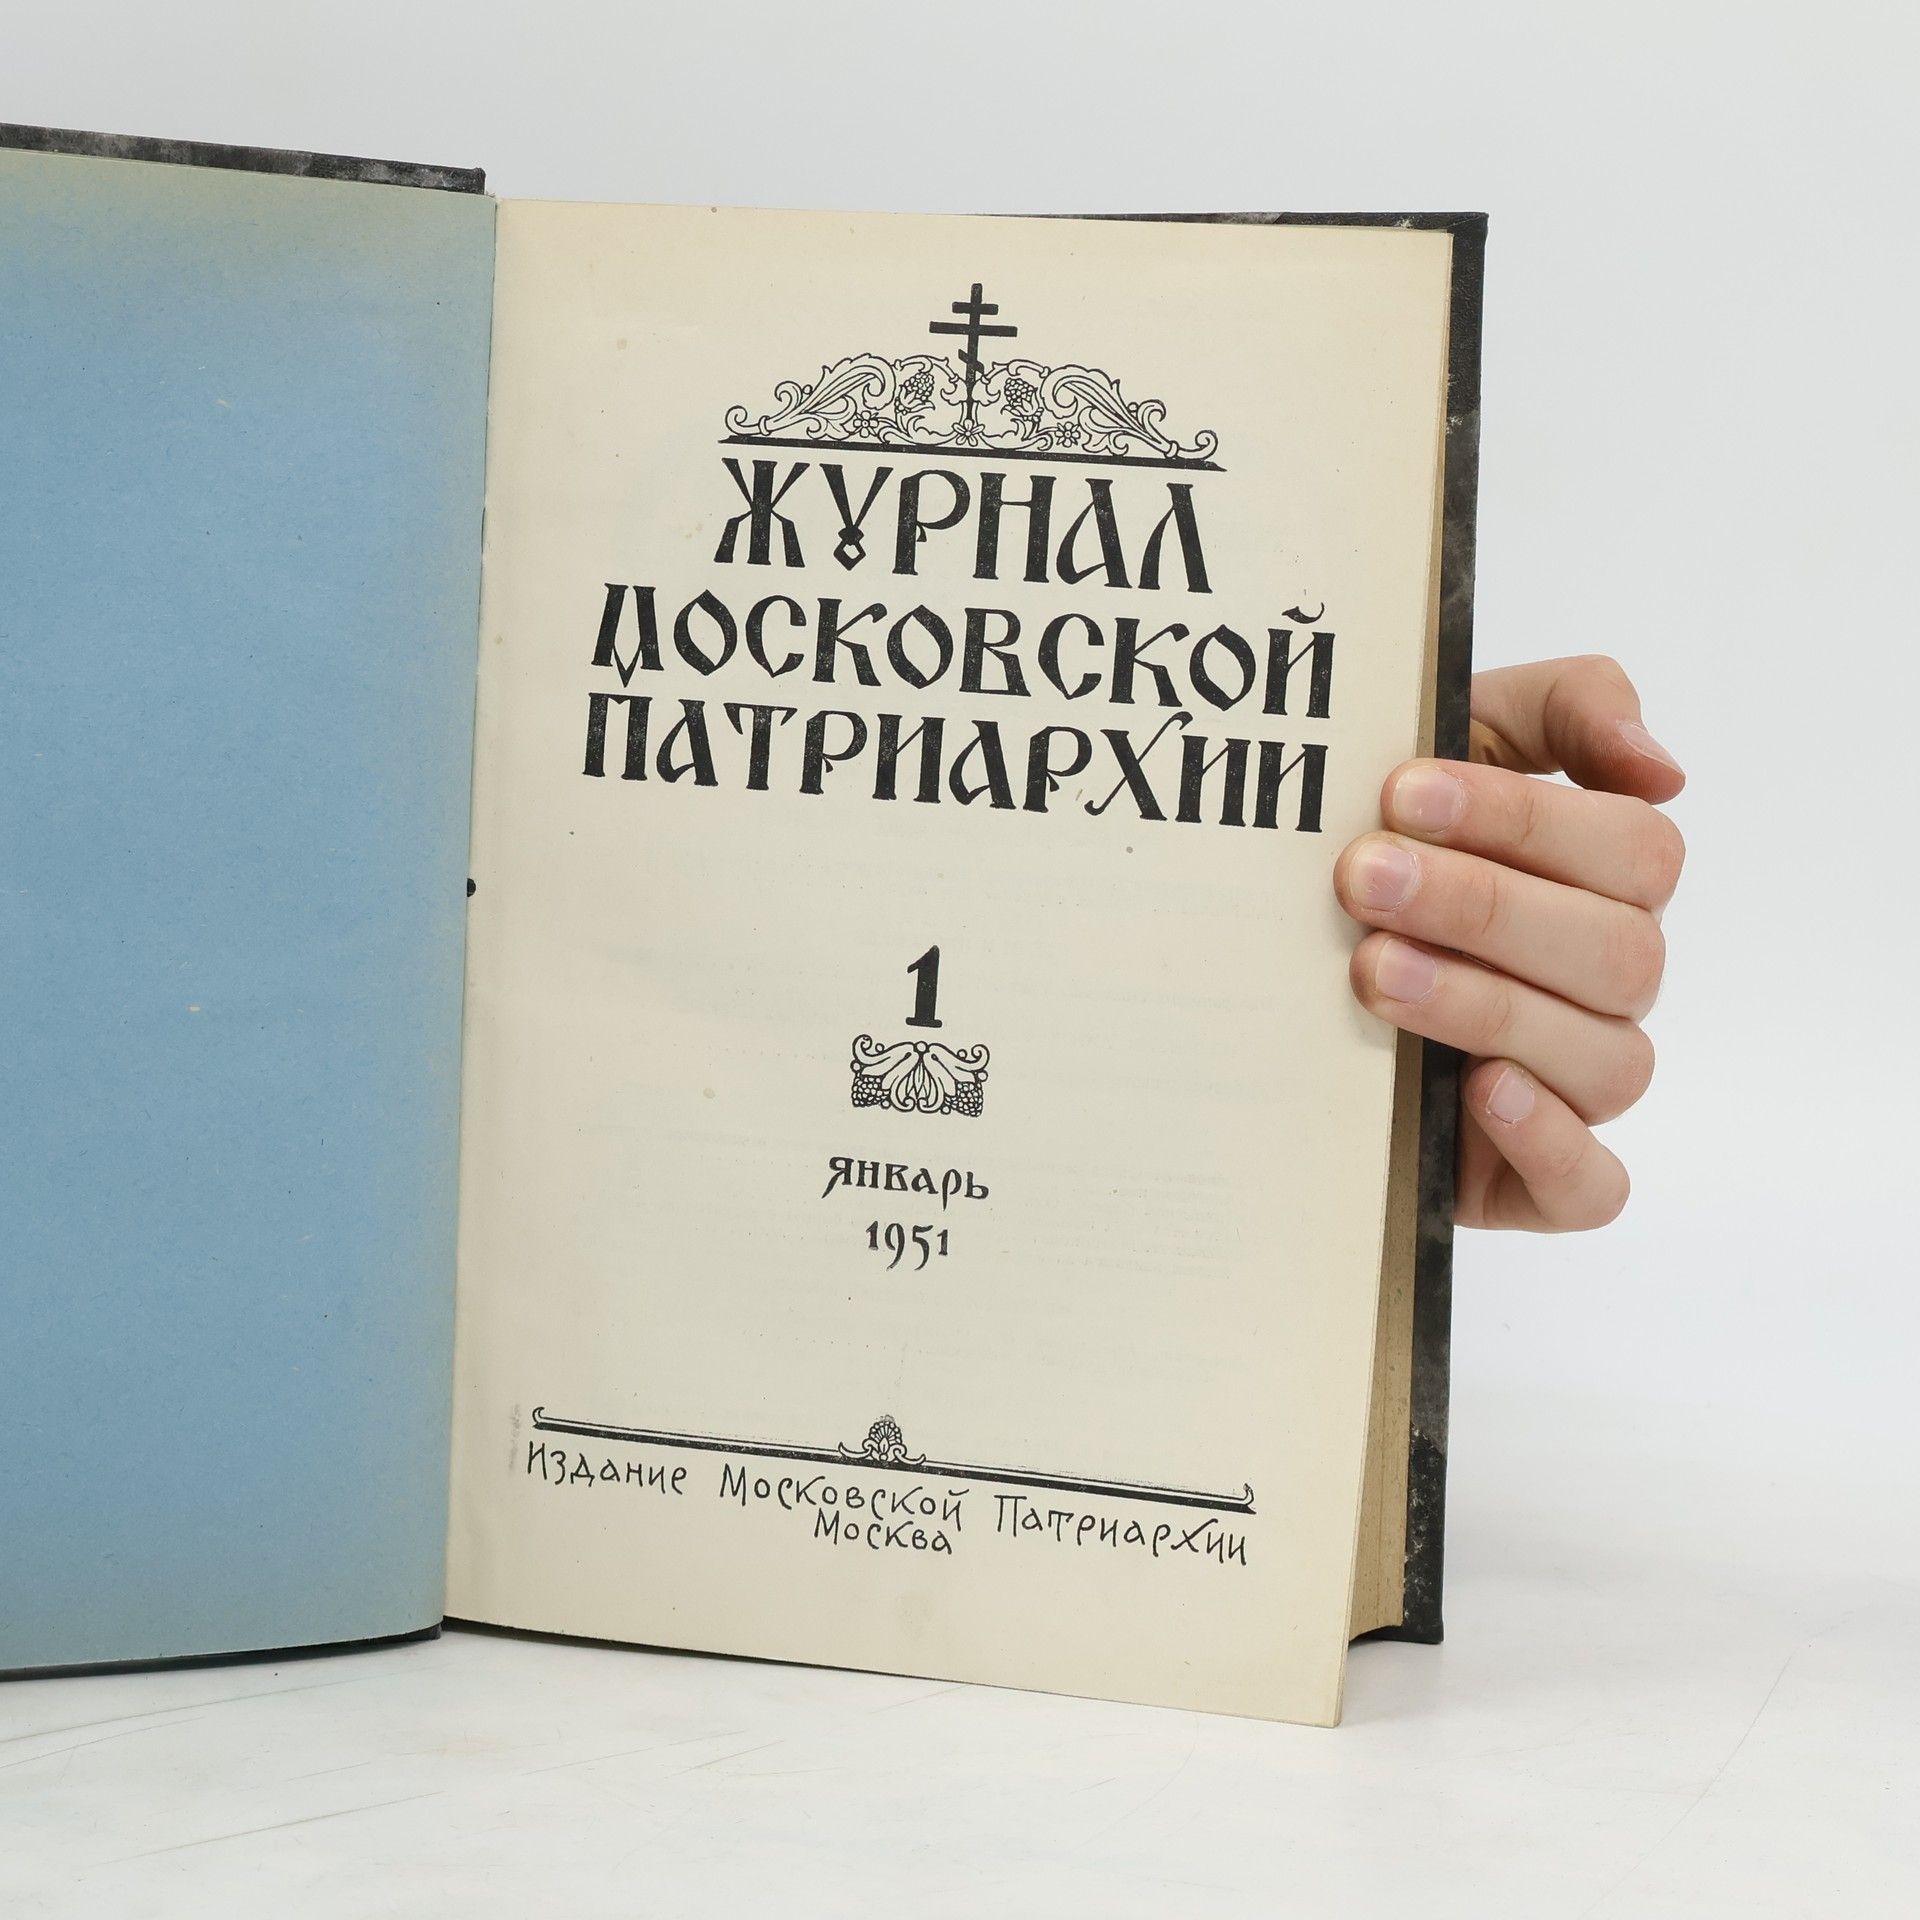 ЖУРНАЛ
МОСКОВСКОЙ
ПАТРИАРХИИ
1
ЯНВАРЬ
1951
Издание Московской Патриархии
Москва